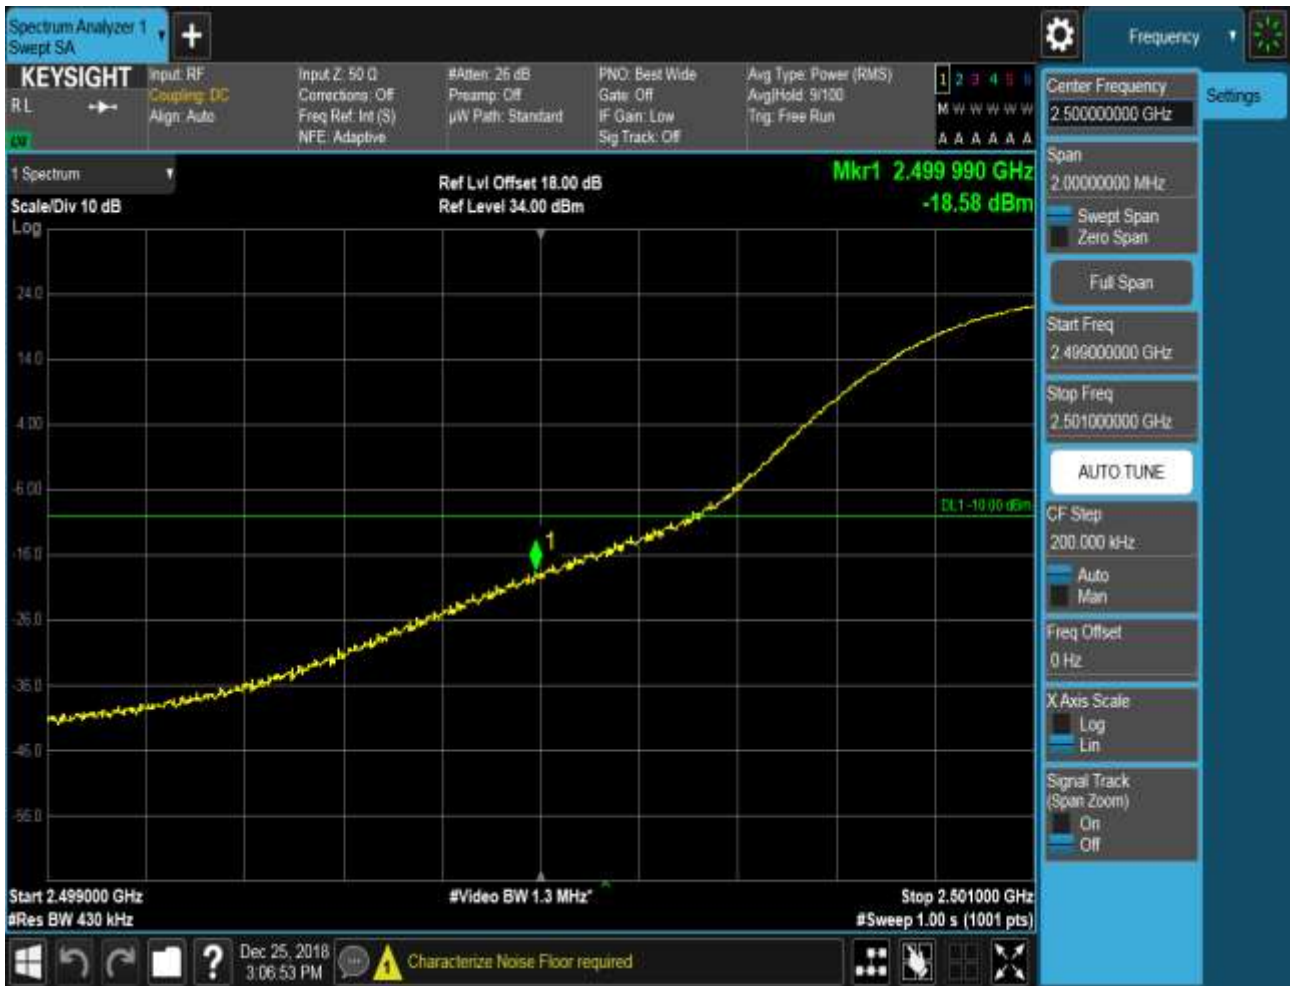 Spectrum Analyzer 1
Swept SA
+
Frequency
KEYSIGHT
Input: RF
Input Z: 50 Ω
#Atten: 26 dB
PNO: Best Wide
Avg Type: Power (RMS)
1 2 3 4 5 6
R L
Coupling: DC
Corrections: Off
Preamp: Off
Gate: Off
Avg|Hold: 9/100
M W W W W W
Align: Auto
Freq Ref: Int (S)
µW Path: Standard
IF Gain: Low
Trig: Free Run
NFE: Adaptive
Sig Track: Off
A A A A A A
1 Spectrum
Ref Lvl Offset 18.00 dB
Mkr1 2.499 990 GHz
Scale/Div 10 dB
Ref Level 34.00 dBm
-18.58 dBm
Log
24.0
14.0
4.00
-6.00
DL1 -10.00 dBm
1
-16.0
-26.0
-36.0
-46.0
-56.0
Start 2.499000 GHz
#Video BW 1.3 MHz*
Stop 2.501000 GHz
#Res BW 430 kHz
#Sweep 1.00 s (1001 pts)
Center Frequency
2.500000000 GHz
Settings
Span
2.00000000 MHz
Swept Span
Zero Span
Full Span
Start Freq
2.499000000 GHz
Stop Freq
2.501000000 GHz
AUTO TUNE
CF Step
200.000 kHz
Auto
Man
Freq Offset
0 Hz
X Axis Scale
Log
Lin
Signal Track
(Span Zoom)
On
Off
?
Dec 25, 2018
3:06:53 PM
1
Characterize Noise Floor required